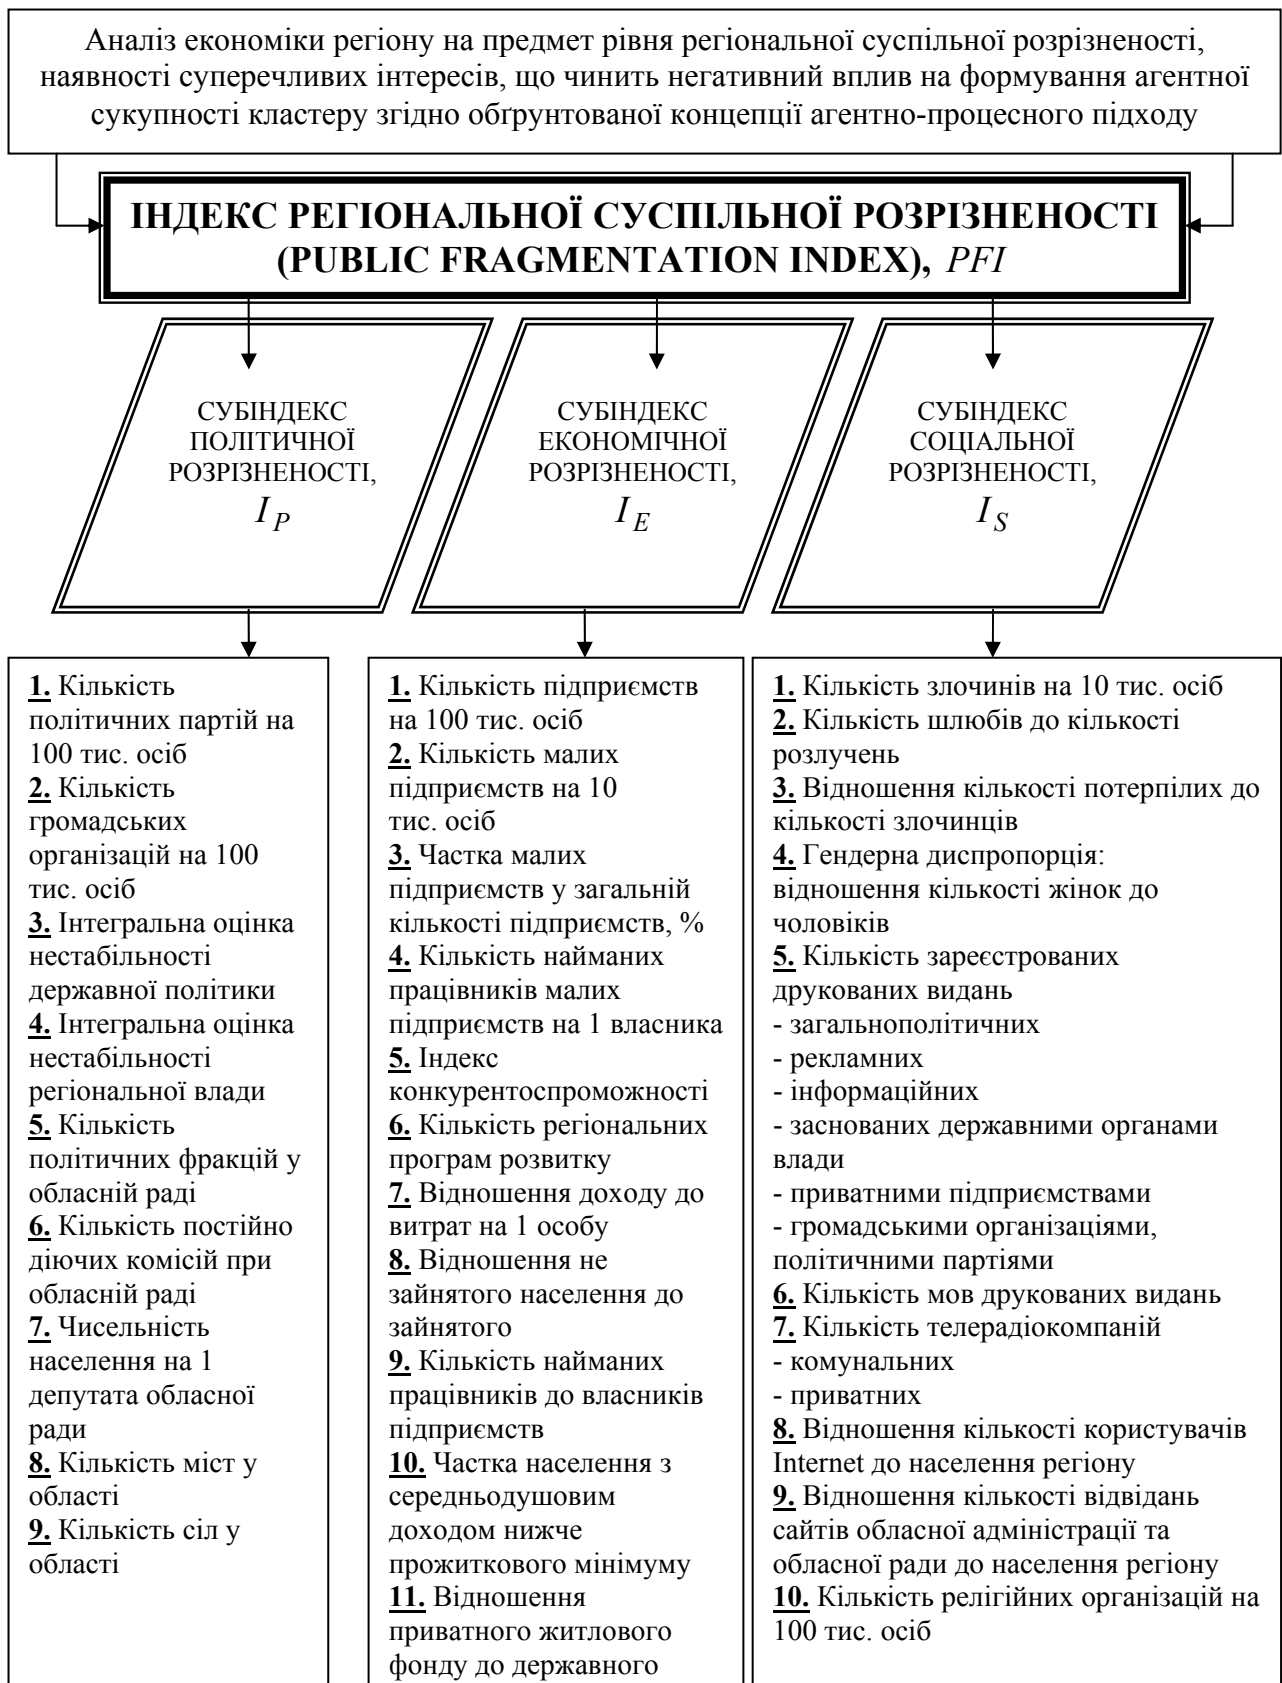 Аналіз економіки регіону на предмет рівня регіональної суспільної розрізненості,
наявності суперечливих інтересів, що чинить негативний вплив на формування агентної
сукупності кластеру згідно обґрунтованої концепції агентно-процесного підходу
ІНДЕКС РЕГІОНАЛЬНОЇ СУСПІЛЬНОЇ РОЗРІЗНЕНОСТІ
(PUBLIC FRAGMENTATION INDEX), PFI
СУБІНДЕКС
ПОЛІТИЧНОЇ
РОЗРІЗНЕНОСТІ,
I P
СУБІНДЕКС
ЕКОНОМІЧНОЇ
РОЗРІЗНЕНОСТІ,
I E
СУБІНДЕКС
СОЦІАЛЬНОЇ
РОЗРІЗНЕНОСТІ,
I S
1. Кількість
політичних партій на
100 тис. осіб
2. Кількість
громадських
організацій на 100
тис. осіб
3. Інтегральна оцінка
нестабільності
державної політики
4. Інтегральна оцінка
нестабільності
регіональної влади
5. Кількість
політичних фракцій у
обласній раді
6. Кількість постійно
діючих комісій при
обласній раді
7. Чисельність
населення на 1
депутата обласної
ради
8. Кількість міст у
області
9. Кількість сіл у
області
1. Кількість підприємств
на 100 тис. осіб
2. Кількість малих
підприємств на 10
тис. осіб
3. Частка малих
підприємств у загальній
кількості підприємств, %
4. Кількість найманих
працівників малих
підприємств на 1 власника
5. Індекс
конкурентоспроможності
6. Кількість регіональних
програм розвитку
7. Відношення доходу до
витрат на 1 особу
8. Відношення не
зайнятого населення до
зайнятого
9. Кількість найманих
працівників до власників
підприємств
10. Частка населення з
середньодушовим
доходом нижче
прожиткового мінімуму
11. Відношення
приватного житлового
фонду до державного
1. Кількість злочинів на 10 тис. осіб
2. Кількість шлюбів до кількості
розлучень
3. Відношення кількості потерпілих до
кількості злочинців
4. Гендерна диспропорція:
відношення кількості жінок до
чоловіків
5. Кількість зареєстрованих
друкованих видань
- загальнополітичних
- рекламних
- інформаційних
- заснованих державними органами
влади
- приватними підприємствами
- громадськими організаціями,
політичними партіями
6. Кількість мов друкованих видань
7. Кількість телерадіокомпаній
- комунальних
- приватних
8. Відношення кількості користувачів
Internet до населення регіону
9. Відношення кількості відвідань
сайтів обласної адміністрації та
обласної ради до населення регіону
10. Кількість релігійних організацій на
100 тис. осіб